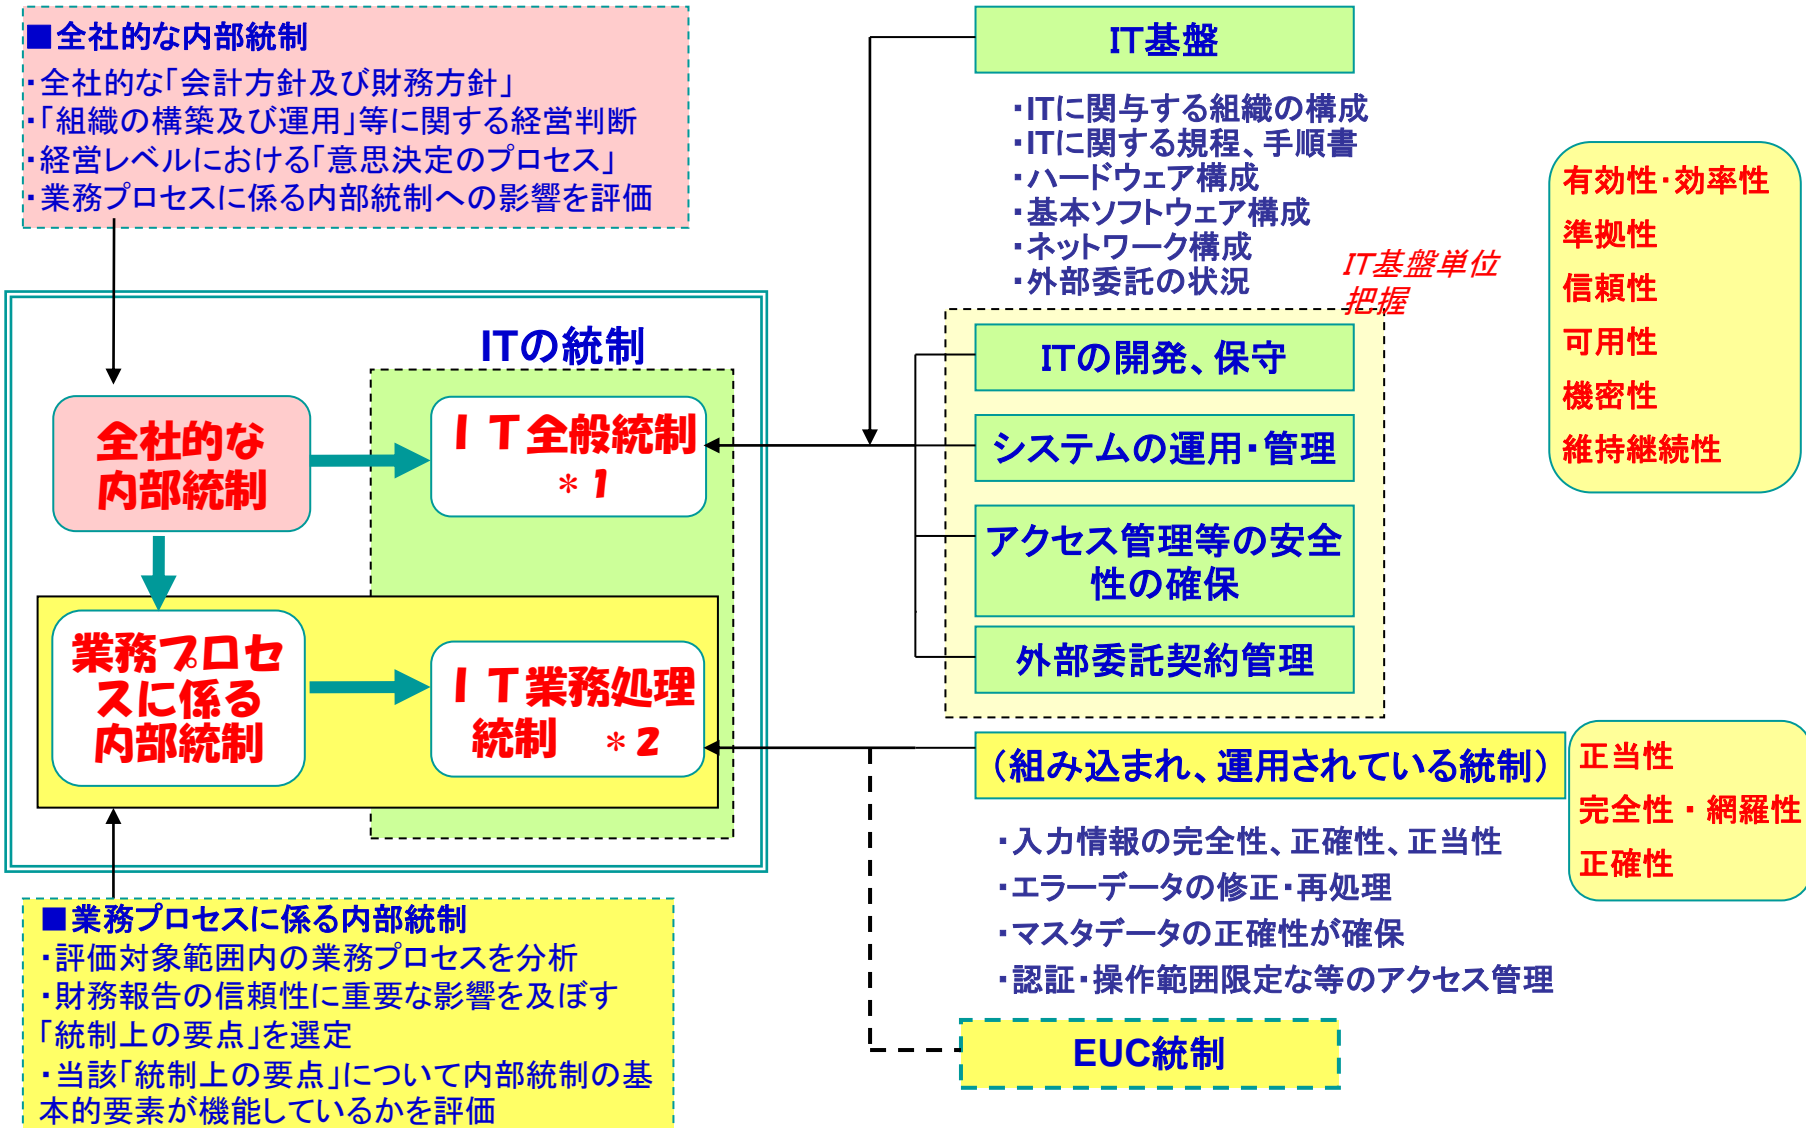 ■全社的な内部統制
・全社的な「会計方針及び財務方針」
・「組織の構築及び運用」等に関する経営判断
・経営レベルにおける「意思決定のプロセス」
・業務プロセスに係る内部統制への影響を評価
IT基盤
・ITに関与する組織の構成
・ITに関する規程、手順書
・ハードウェア構成
・基本ソフトウェア構成
・ネットワーク構成
・外部委託の状況
IT基盤単位
把握
有効性・効率性
準拠性
信頼性
可用性
機密性
維持継続性
ITの統制
全社的な
内部統制
ＩＴ全般統制
＊1
業務プロセ
スに係る
内部統制
ＩＴ業務処理
統制　＊2
ITの開発、保守
システムの運用・管理
アクセス管理等の安全
性の確保
外部委託契約管理
（組み込まれ、運用されている統制）
正当性
完全性・網羅性
正確性
・入力情報の完全性、正確性、正当性
・エラーデータの修正・再処理
・マスタデータの正確性が確保
・認証・操作範囲限定な等のアクセス管理
EUC統制
■業務プロセスに係る内部統制
・評価対象範囲内の業務プロセスを分析
・財務報告の信頼性に重要な影響を及ぼす
「統制上の要点」を選定
・当該「統制上の要点」について内部統制の基
本的要素が機能しているかを評価